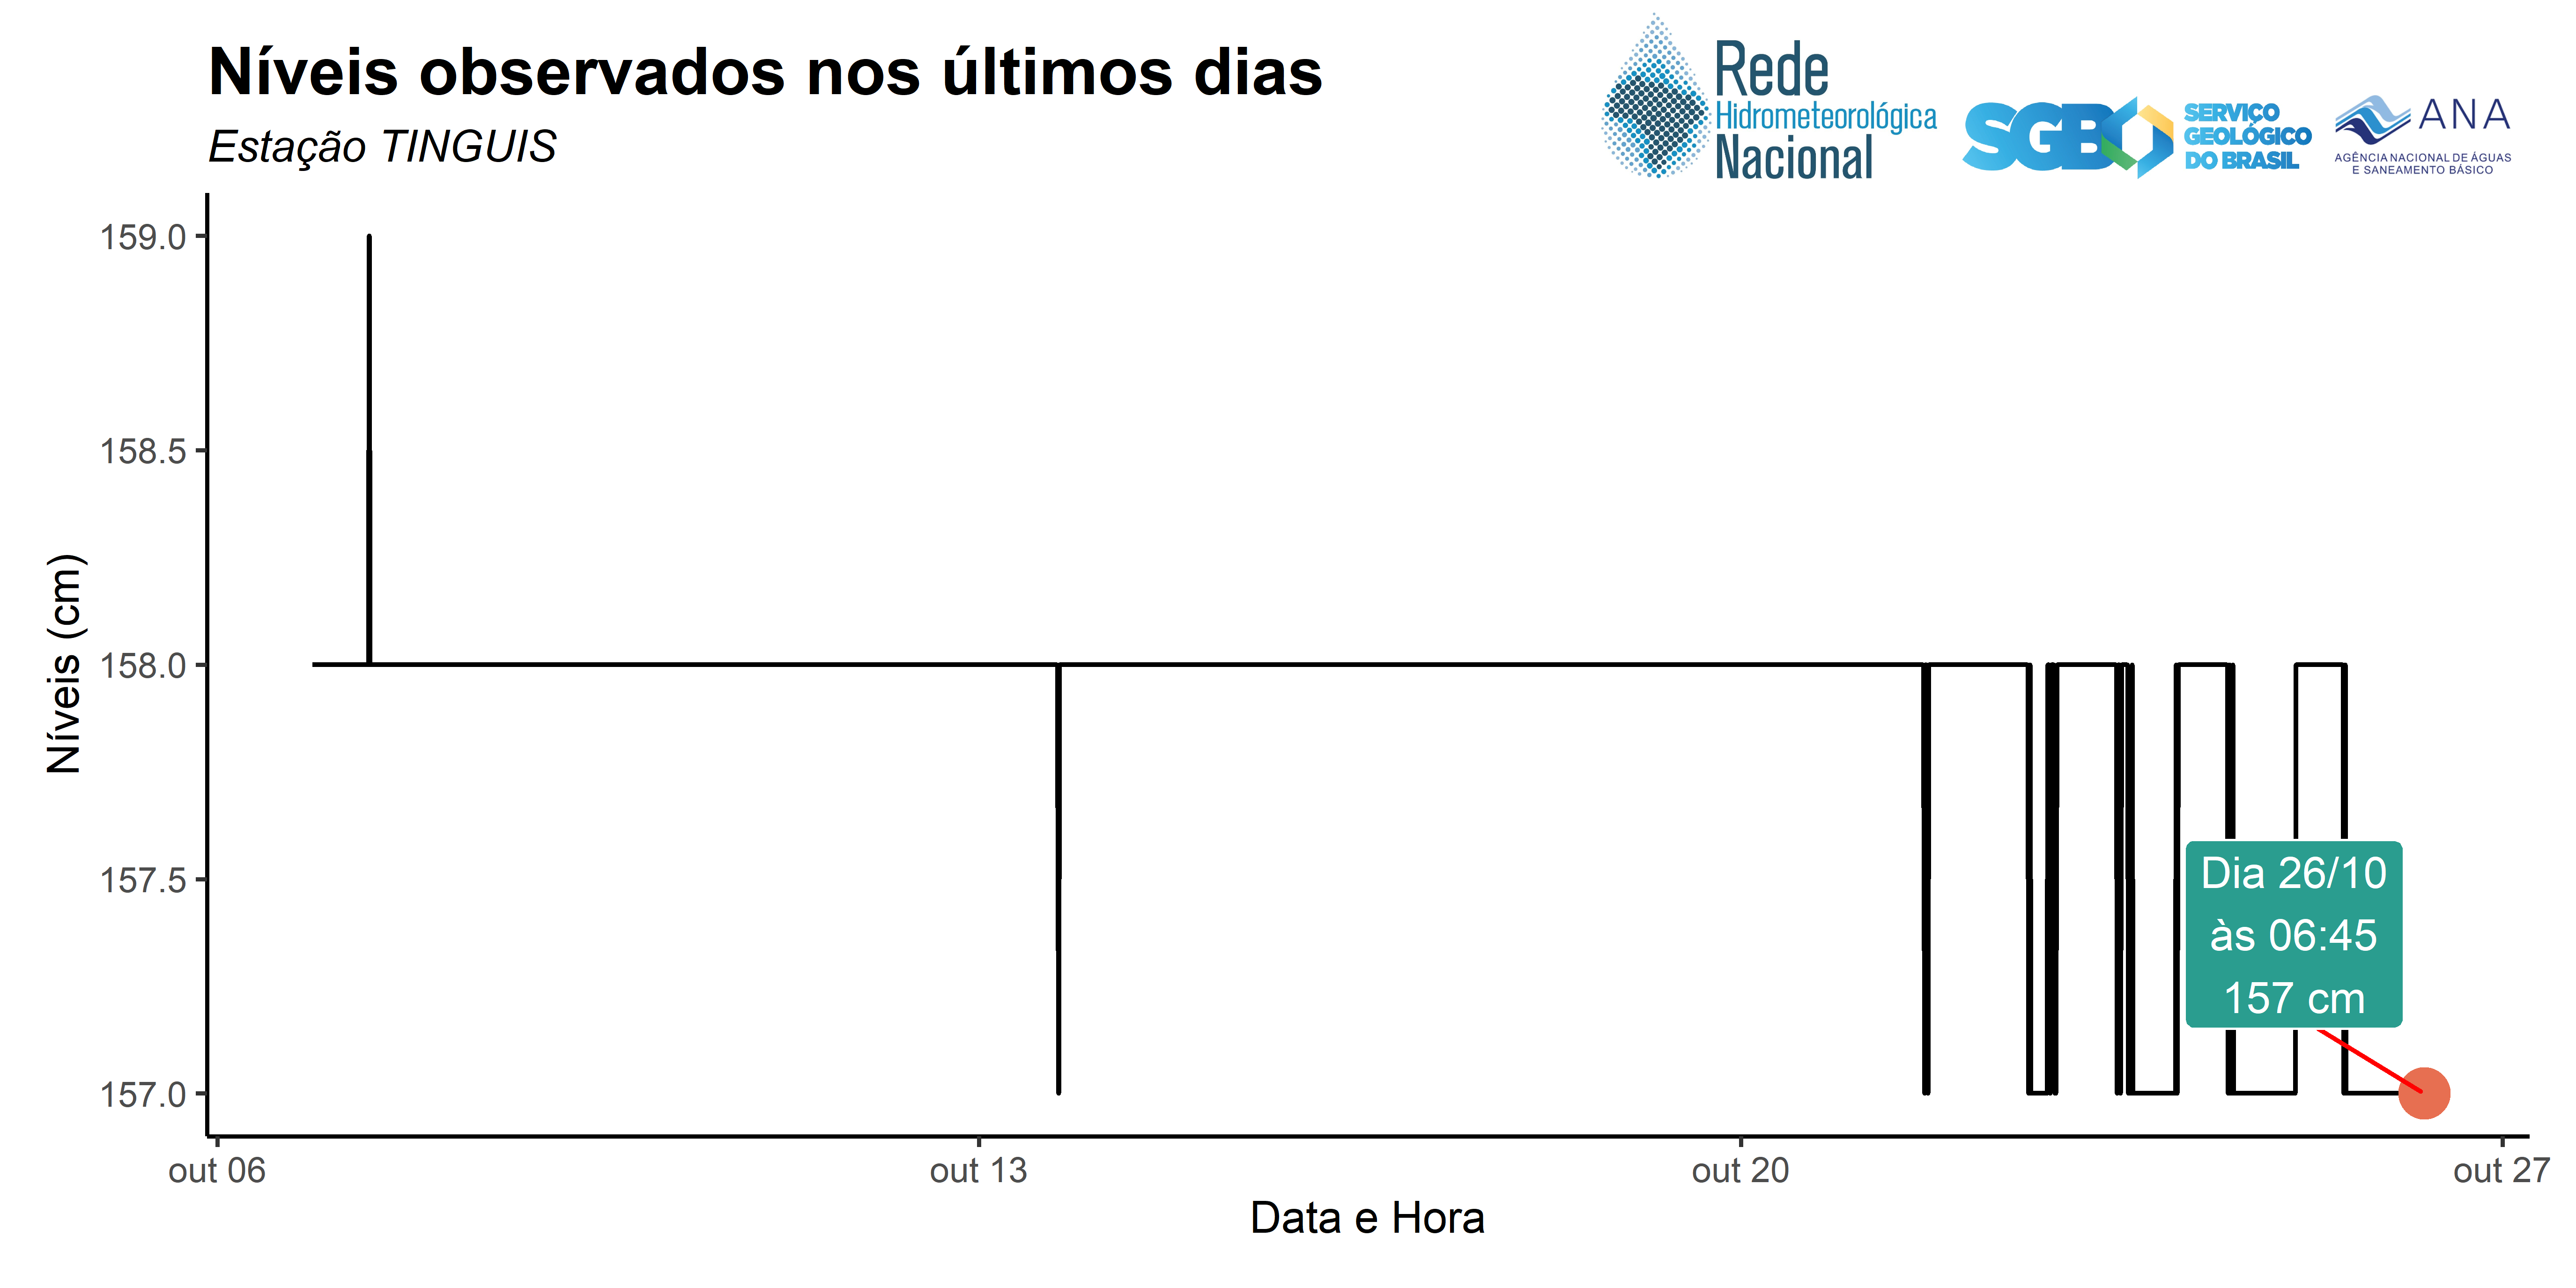 Níveis observados nos últimos dias
Estação TINGUIS
Rede
Hidrometeorológica
Nacional
SGB
SERVIÇO
GEOLÓGICO
DO BRASIL
ANA
AGÊNCIA NACIONAL DE ÁGUAS
E SANEAMENTO BÁSICO
Níveis (cm)
159.0
158.5
158.0
157.5
157.0
Dia 26/10
às 06:45
157 cm
out 06
out 13
out 20
out 27
Data e Hora